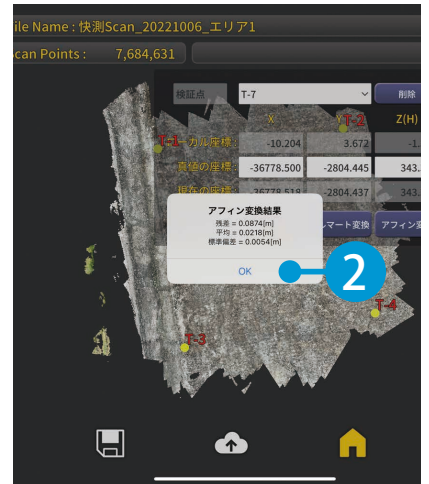 ile Name : 快測Scan_20221006_エリア1
can Points : 7,684,631
検証点 T-7 削除
X Y Z(H)
T-2
T-1
ーカル座標: -10.204 3.672 -1.
真値の座標: -36778.500 -2804.445 343.
現在の座標: -36778.518 -2804.437 343.
アフィン変換結果
残差 = 0.0874[m]
平均 = 0.0218[m]
標準偏差 = 0.0054[m]
ルマート変換 アフィン変
OK
2
T-4
T-3